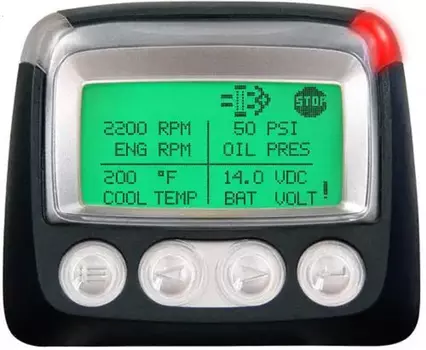 STOP
2200 RPM 50 PSI
ENG RPM OIL PRES
200 °F 14.0 VDC
COOL TEMP BAT VOLT!